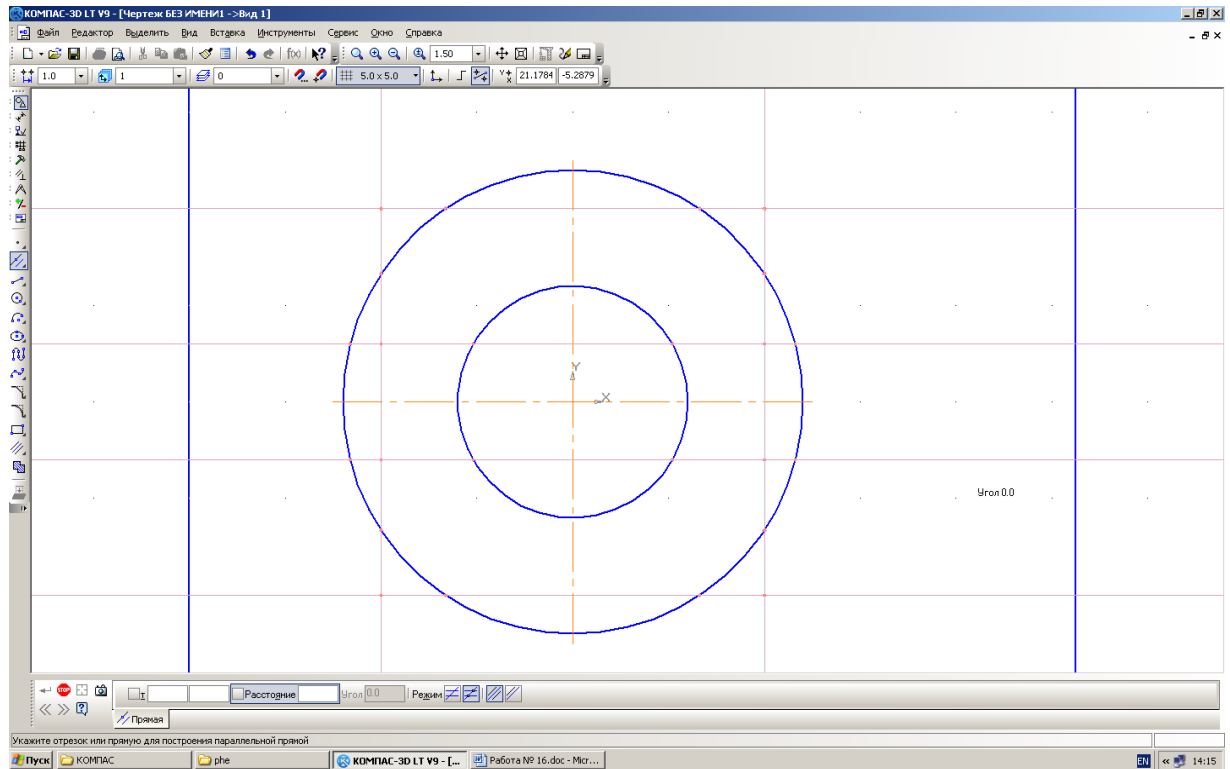 КОМПАС-3D LT V9 - [Чертеж БЕЗ ИМЕНИ1 ->Вид 1]
Файл Редактор Выделить Вид Вставка Инструменты Сервис Окно Справка
f(x) 1.50
1.0 1 0 5.0 x 5.0 21.1784 -5.2879
Y
X
Угол 0.0
т Расстояние Угол 0.0 Режим
Прямая
Укажите отрезок или прямую для построения параллельной прямой
Пуск КОМПАС phe КОМПАС-3D LT V9 - [... Работа № 16.doc - Micr... EN 14:15